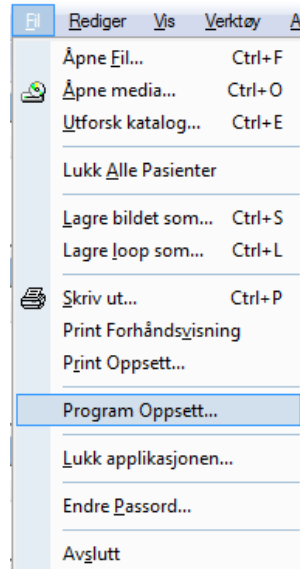 Fil Rediger Vis Verktøy A
Åpne Fil... Ctrl+F
Åpne media... Ctrl+O
Utforsk katalog... Ctrl+E
Lukk Alle Pasienter
Lagre bildet som... Ctrl+S
Lagre loop som... Ctrl+L
Skriv ut... Ctrl+P
Print Forhåndsvisning
Print Oppsett...
Program Oppsett...
Lukk applikasjonen...
Endre Passord...
Avslutt